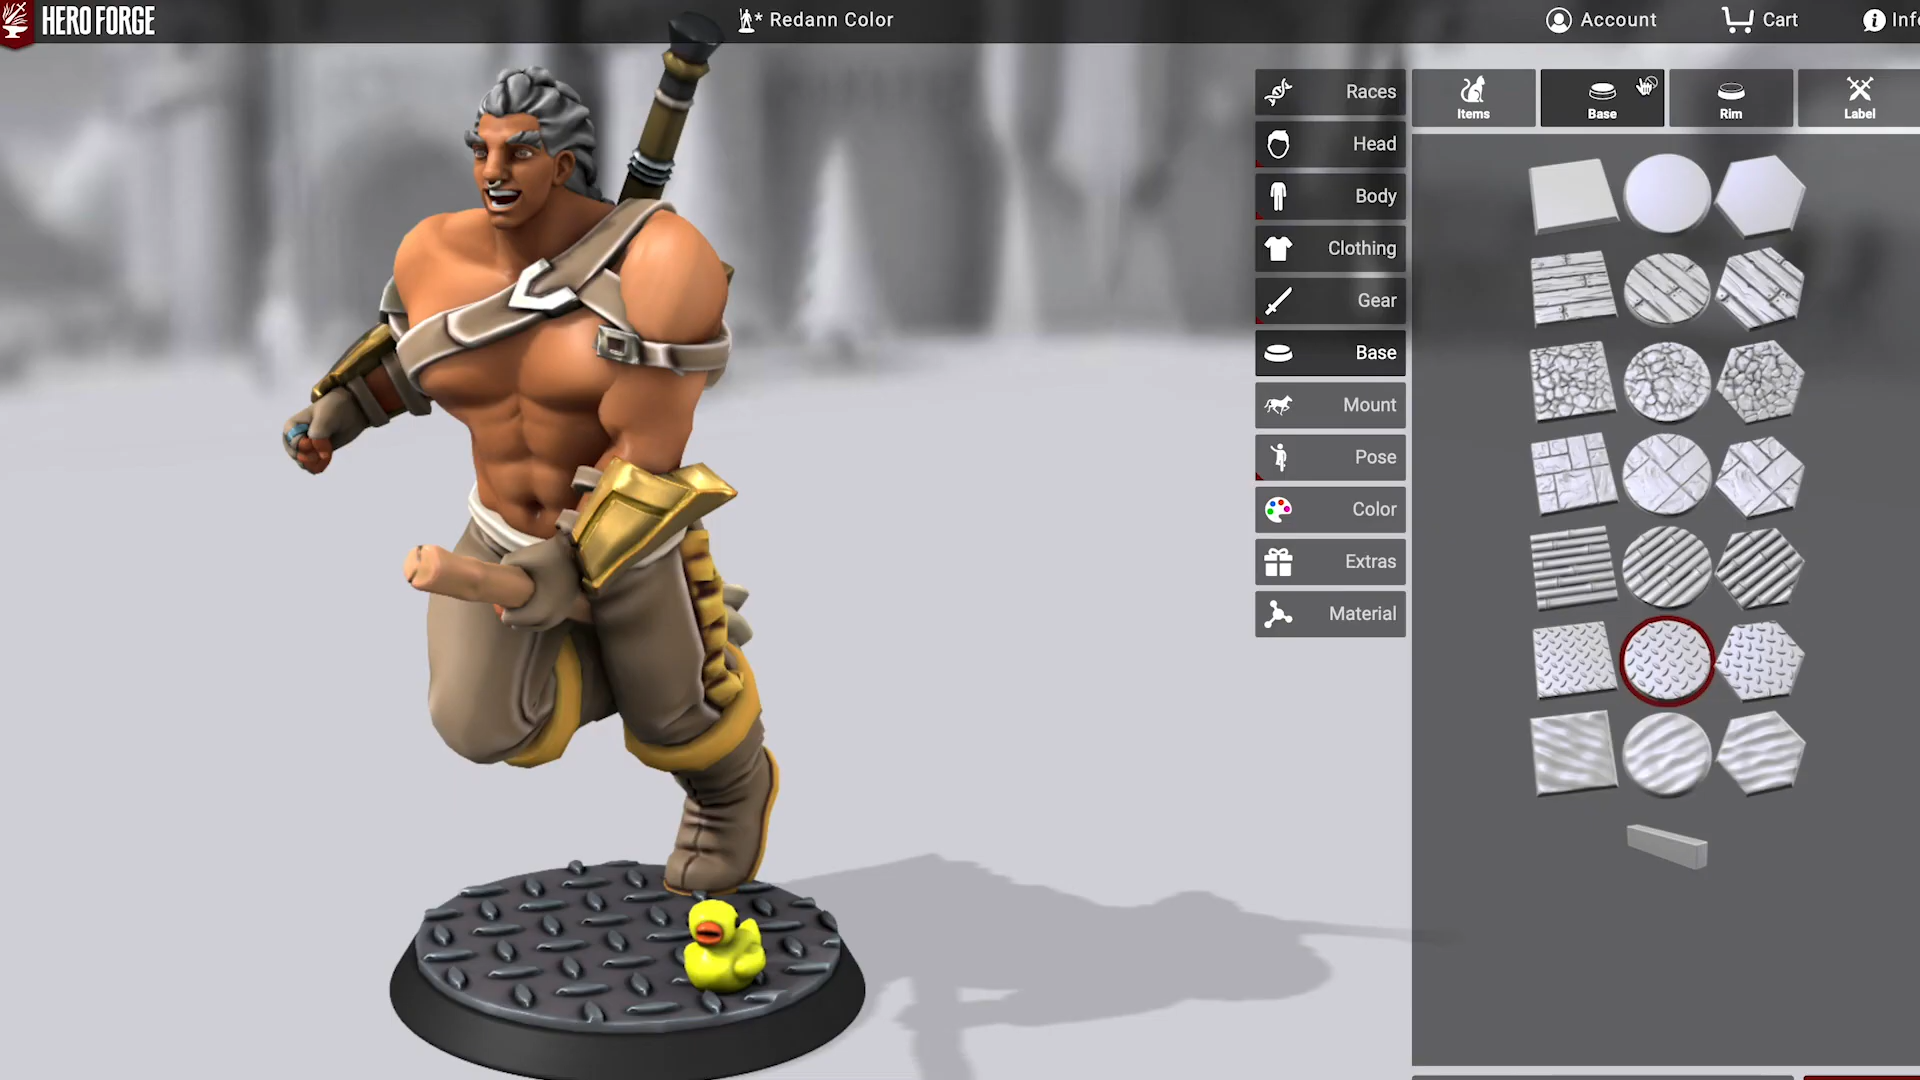 HERO FORGE
* Redann Color
Account
Cart
Races
Head
Body
Clothing
Gear
Base
Mount
Pose
Color
Extras
Material
Items
Base
Rim
Label